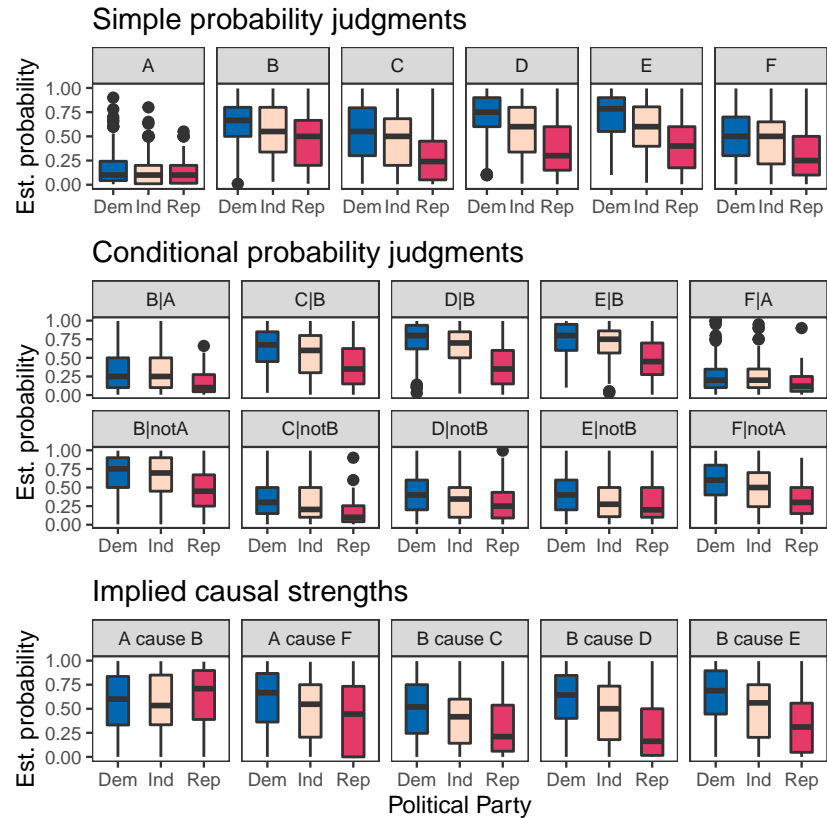 Simple probability judgments
A B C D E F
Est. probability
1.00
0.75
0.50
0.25
0.00
Dem Ind Rep Dem Ind Rep Dem Ind Rep Dem Ind Rep Dem Ind Rep Dem Ind Rep
Conditional probability judgments
B|A C|B D|B E|B F|A
Est. probability
1.00
0.75
0.50
0.25
0.00
B|notA C|notB D|notB E|notB F|notA
1.00
0.75
0.50
0.25
0.00
Dem Ind Rep Dem Ind Rep Dem Ind Rep Dem Ind Rep Dem Ind Rep
Implied causal strengths
A cause B A cause F B cause C B cause D B cause E
Est. probability
1.00
0.75
0.50
0.25
0.00
Dem Ind Rep Dem Ind Rep Dem Ind Rep Dem Ind Rep Dem Ind Rep
Political Party